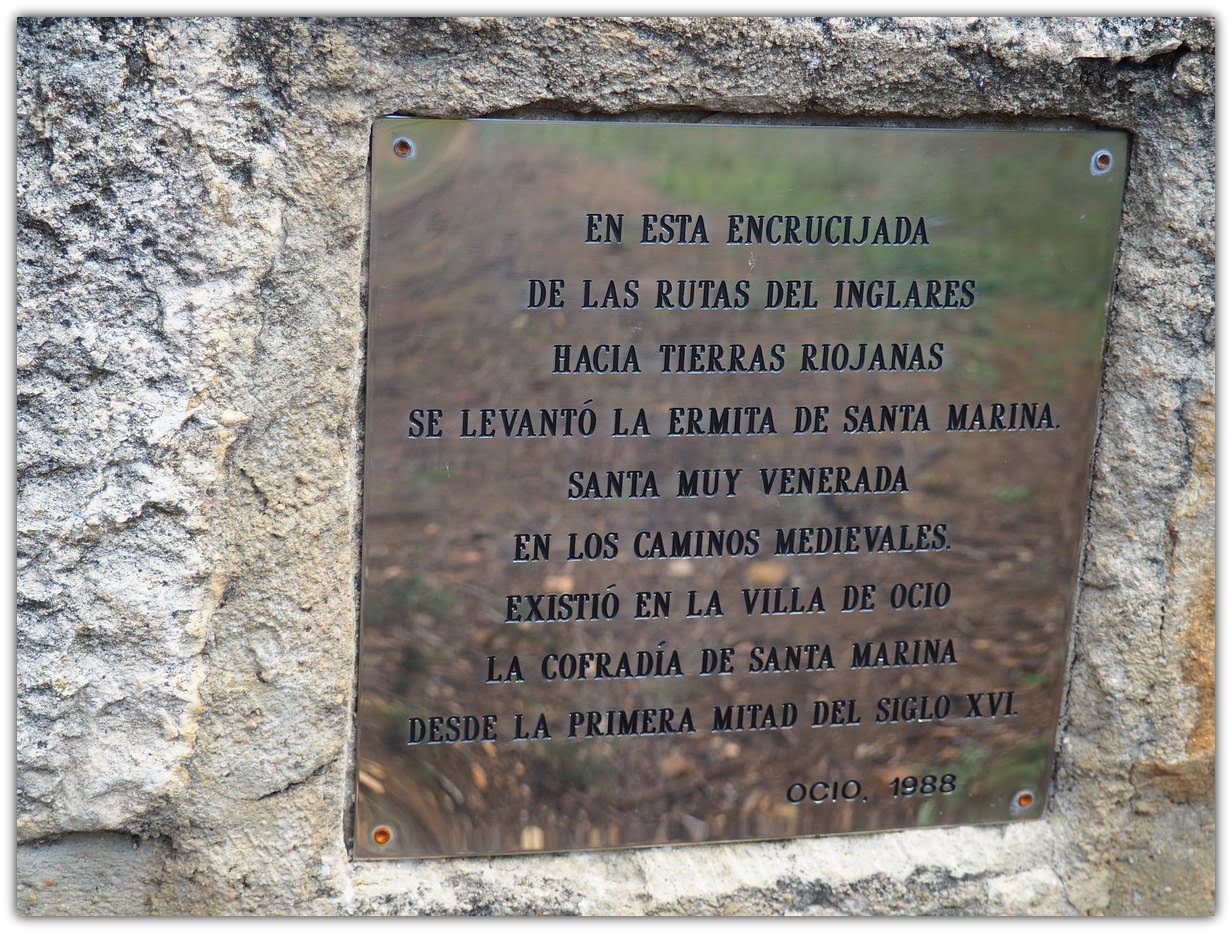 EN ESTA ENCRUCIJADA
DE LAS RUTAS DEL INGLARES
HACIA TIERRAS RIOJANAS
SE LEVANTÓ LA ERMITA DE SANTA MARINA.
SANTA MUY VENERADA
EN LOS CAMINOS MEDIEVALES.
EXISTIÓ EN LA VILLA DE OCIO
LA COFRADÍA DE SANTA MARINA
DESDE LA PRIMERA MITAD DEL SIGLO XVI.
OCIO, 1988